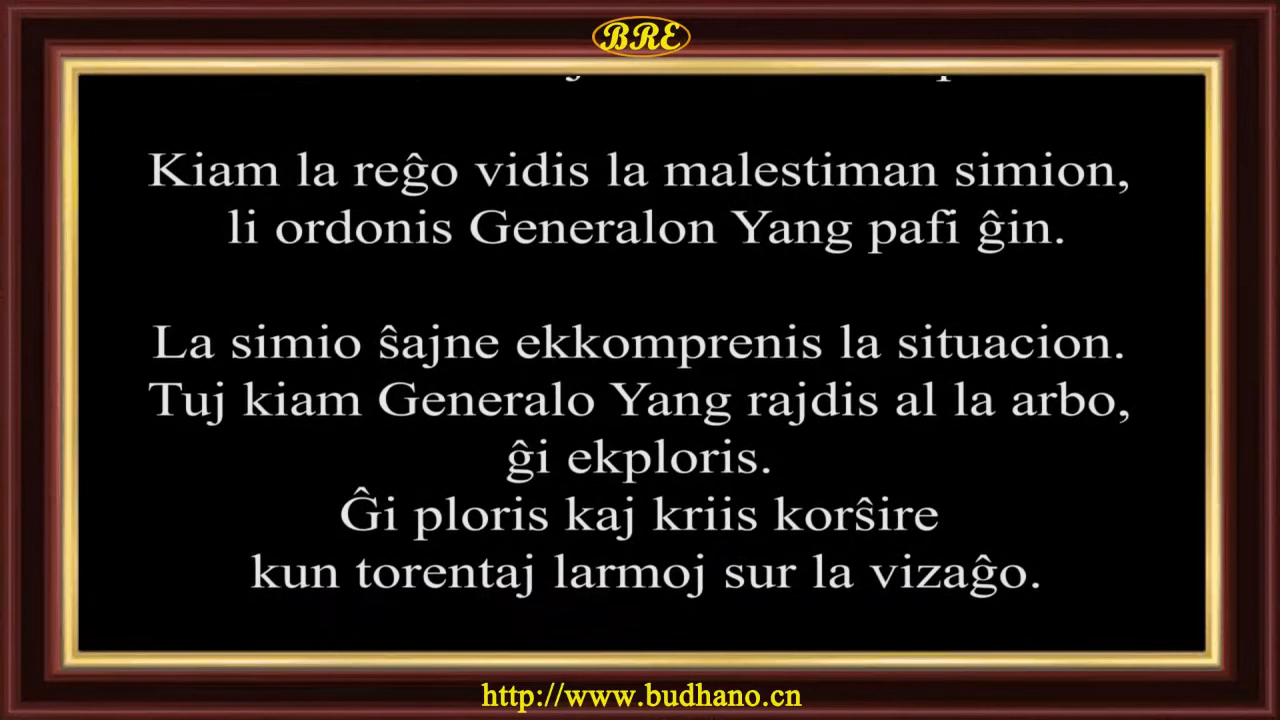 BRE
Kiam la reĝo vidis la malestiman simion,
li ordonis Generalon Yang pafi ĝin.
La simio ŝajne ekkomprenis la situacion.
Tuj kiam Generalo Yang rajdis al la arbo,
ĝi ekploris.
Ĝi ploris kaj kriis korŝire
kun torentaj larmoj sur la vizaĝo.
http://www.budhano.cn